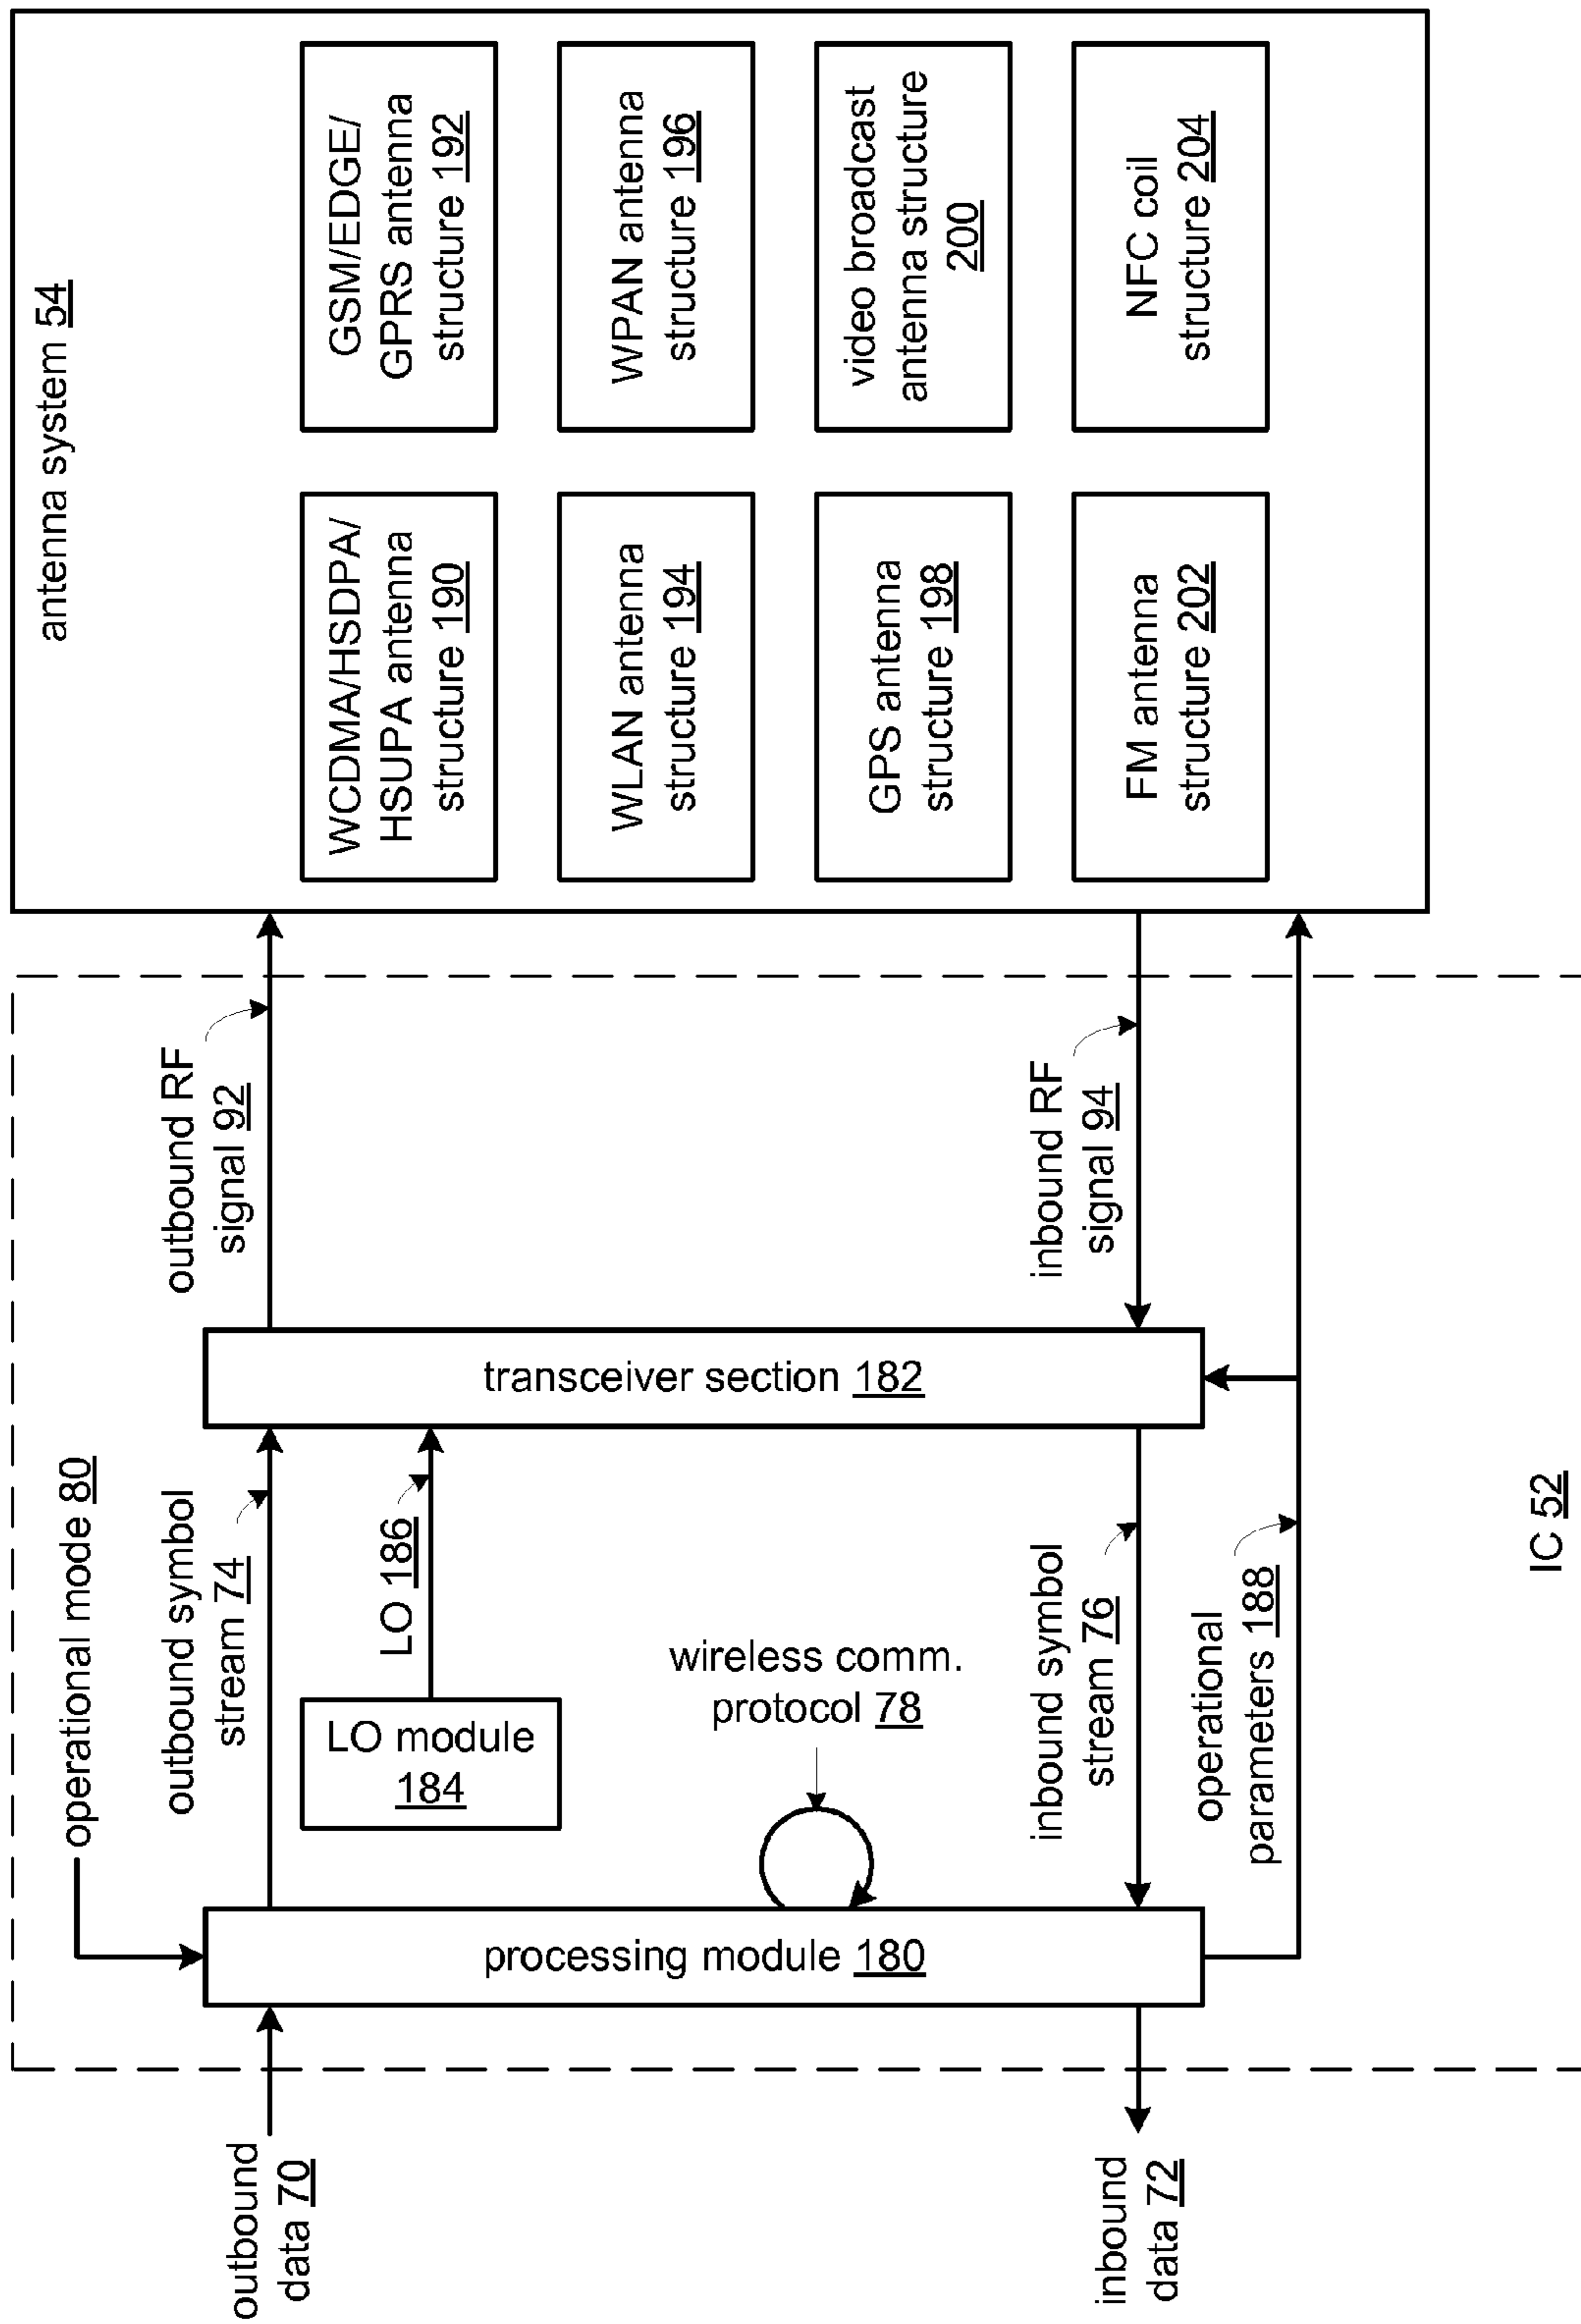 antenna system 54
WCDMA/HSDPA/
HSUPA antenna
structure 190
GSM/EDGE/
GPRS antenna
structure 192
WLAN antenna
structure 194
WPAN antenna
structure 196
GPS antenna
structure 198
video broadcast
antenna structure
200
FM antenna
structure 202
NFC coil
structure 204
operational mode 80
outbound symbol
stream 74
outbound RF
signal 92
LO 186
LO module
184
wireless comm.
protocol 78
processing module 180
transceiver section 182
inbound symbol
stream 76
inbound RF
signal 94
operational
parameters 188
outbound
data 70
inbound
data 72
IC 52